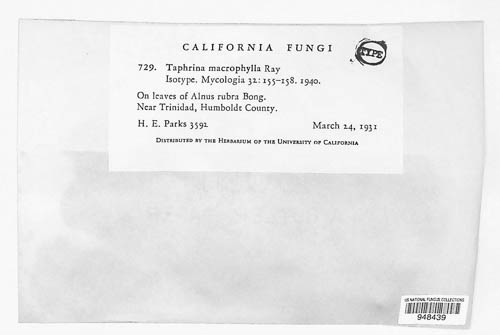 CALIFORNIA FUNGI
TYPE
729. Taphrina macrophylla Ray
Isotype. Mycologia 32: 155-158. 1940.
On leaves of Alnus rubra Bong.
Near Trinidad, Humboldt County.
H. E. Parks 3592 March 24, 1931
DISTRIBUTED BY THE HERBARIUM OF THE UNIVERSITY OF CALIFORNIA
US NATIONAL FUNGUS COLLECTIONS
948439